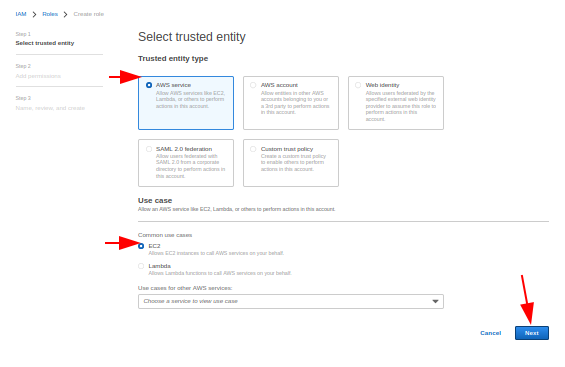 IAM > Roles > Create role
Step 1
Select trusted entity
Step 2
Add permissions
Step 3
Name, review, and create
Select trusted entity
Trusted entity type
AWS service
Allow AWS services like EC2,
Lambda, or others to perform
actions in this account.
AWS account
Allow entities in other AWS
accounts belonging to you or
a 3rd party to perform actions
in this account.
Web identity
Allows users federated by the
specified external web identity
provider to assume this role to
perform actions in this
account.
SAML 2.0 federation
Allow users federated with
SAML 2.0 from a corporate
directory to perform actions in
this account.
Custom trust policy
Create a custom trust policy
to enable others to perform
actions in this account.
Use case
Allow an AWS service like EC2, Lambda, or others to perform actions in this account.
Common use cases
EC2
Allows EC2 instances to call AWS services on your behalf.
Lambda
Allows Lambda functions to call AWS services on your behalf.
Use cases for other AWS services:
Choose a service to view use case
Cancel
Next